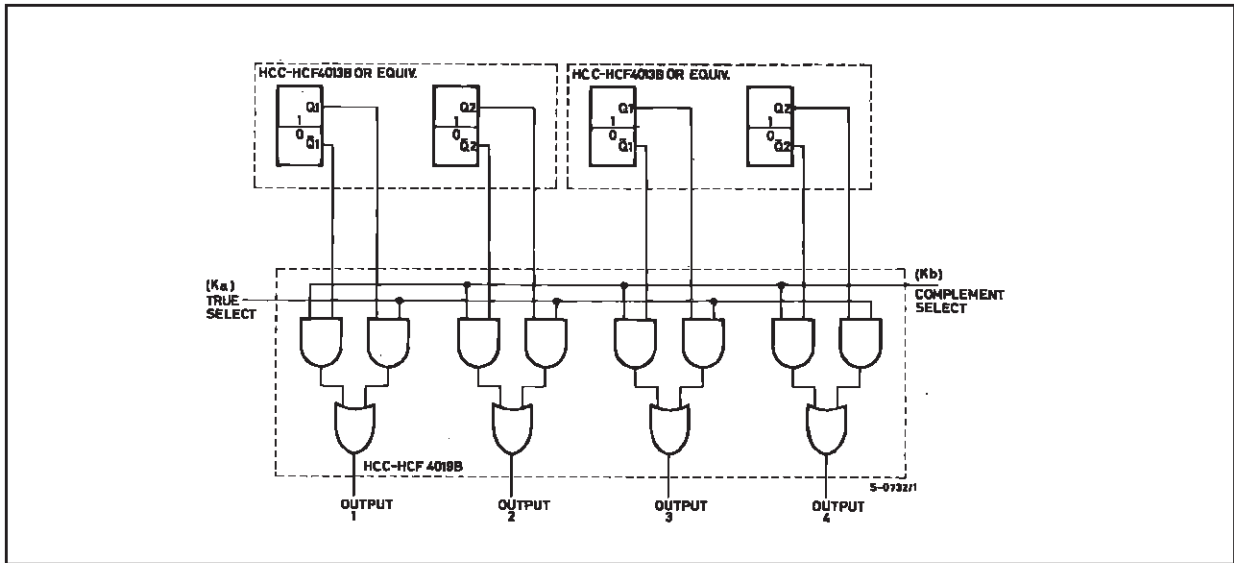 HCC-HCF4013B OR EQUIV.
HCC-HCF4013B OR EQUIV.
Q1
1
0
Q̅1
Q2
1
0
Q̅2
Q1
1
0
Q̅1
Q2
1
0
Q̅2
(Ka)
TRUE
SELECT
(Kb)
COMPLEMENT
SELECT
HCC-HCF 4019B
S-0732/1
OUTPUT
1
OUTPUT
2
OUTPUT
3
OUTPUT
4